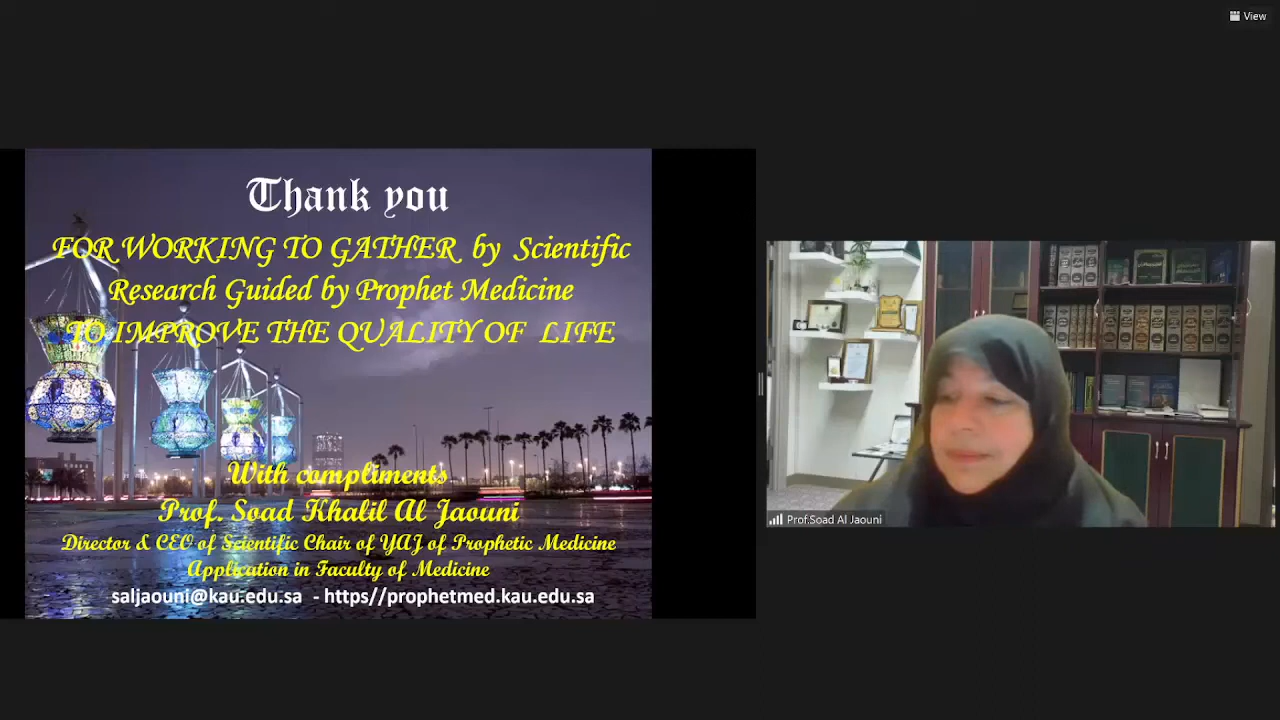 View
Thank you
FOR WORKING TO GATHER by Scientific
Research Guided by Prophet Medicine
TO IMPROVE THE QUALITY OF LIFE
With compliments
Prof. Soad Khalil Al Jaouni
Director & CEO of Scientific Chair of YAJ of Prophetic Medicine
Application in Faculty of Medicine
saljaouni@kau.edu.sa - https//prophetmed.kau.edu.sa
Prof.Soad Al Jaouni